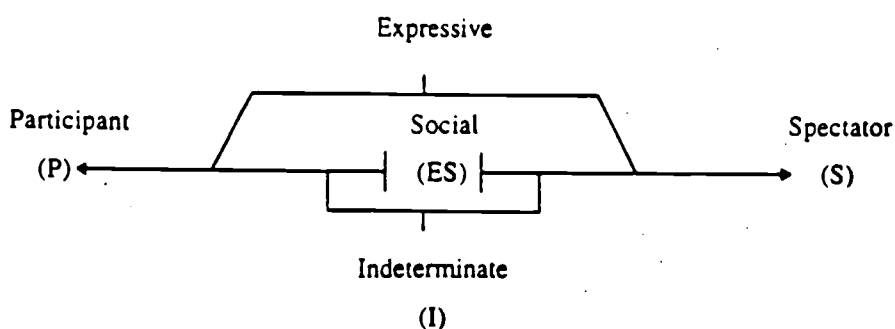 Expressive
Participant
Social
Spectator
(P)
(ES)
(S)
Indeterminate
(I)